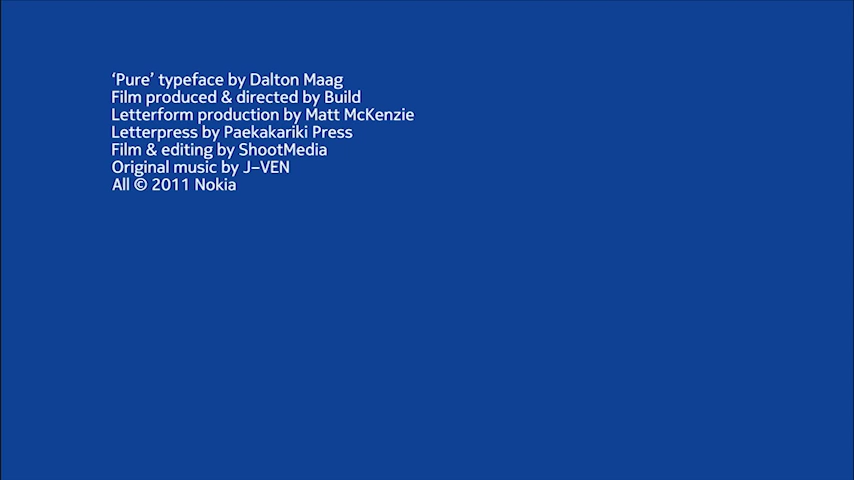 ‘Pure’ typeface by Dalton Maag
Film produced & directed by Build
Letterform production by Matt McKenzie
Letterpress by Paekakariki Press
Film & editing by ShootMedia
Original music by J–VEN
All © 2011 Nokia